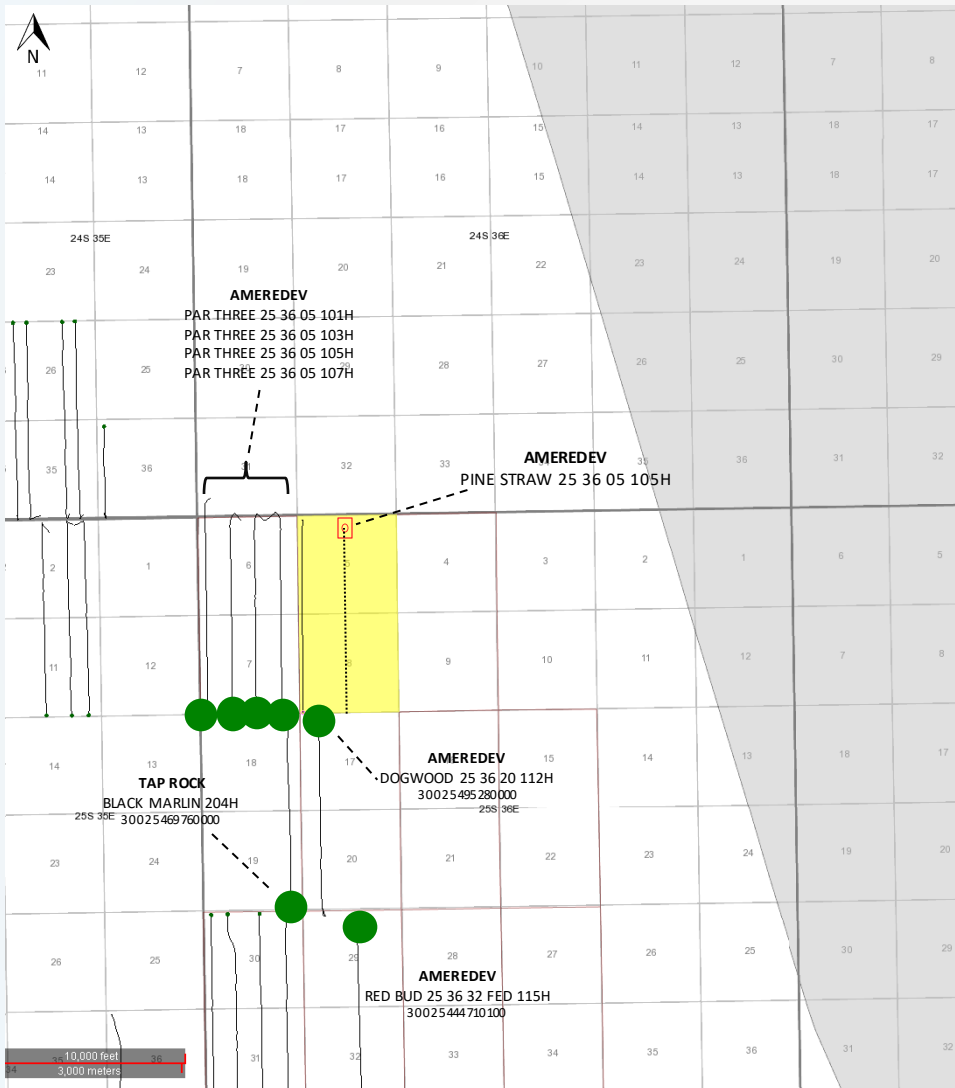 N
11 12 7 8 9 10 11 12 7 8
14 13 18 17 16 15 14 13 18 17
14 13 18 17 16 15 14 13 18 17
24S 35E 24S 36E
23 24 19 20 21 22 23 24 19 20
AMEREDEV
PAR THREE 25 36 05 101H
PAR THREE 25 36 05 103H
PAR THREE 25 36 05 105H
PAR THREE 25 36 05 107H
26 25 29 28 27 26 25 30 29
AMEREDEV
PINE STRAW 25 36 05 105H
35 36 31 32 33 34 35 36 31 32
2 1 6 5 4 3 2 1 6 5
11 12 7 8 9 10 11 12 7 8
14 13 18 17 15 14 13 18 17
AMEREDEV
DOGWOOD 25 36 20 112H
30025495280000
TAP ROCK
BLACK MARLIN 204H
30025469760000
25S 35E 25S 36E
23 24 19 20 21 22 23 24 19 20
26 25 30 29 28 27 30 29
AMEREDEV
RED BUD 25 36 32 FED 115H
30025444710100
34 35 36 31 32 33 34 35 36 31 32
10,000 feet
3,000 meters